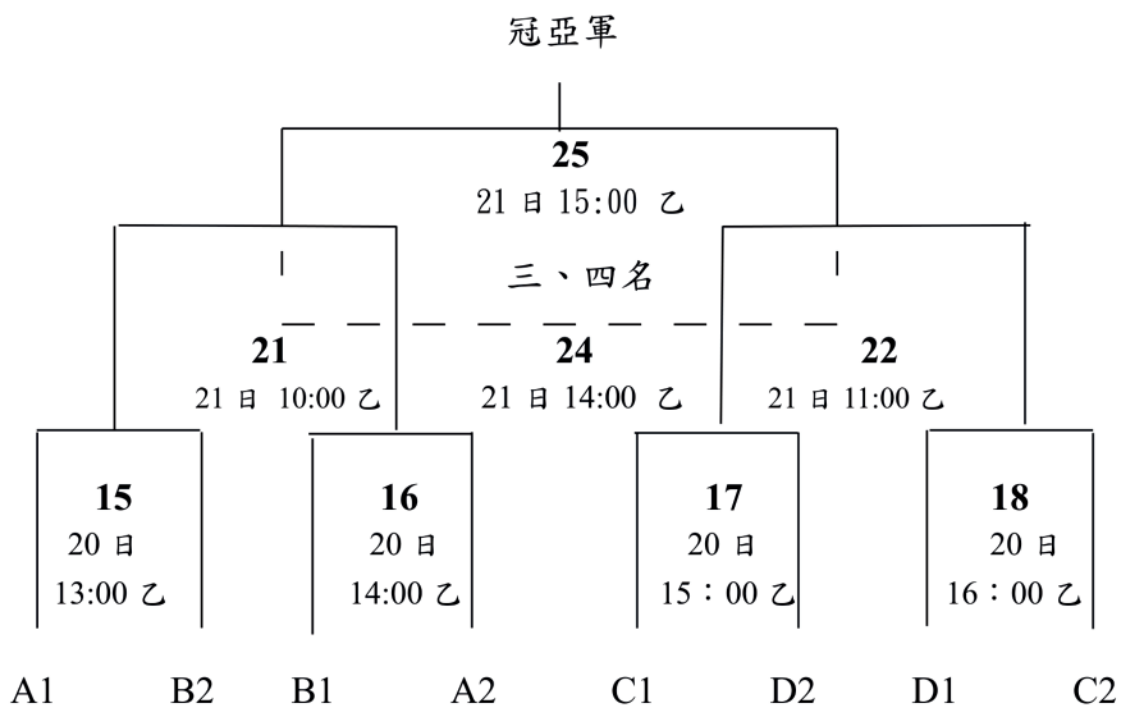 冠亞軍
25
21 日 15:00 乙
三、四名
21 24 22
21 日 10:00 乙 21 日 14:00 乙 21 日 11:00 乙
15 16 17 18
20 日 20 日 20 日 20 日
13:00 乙 14:00 乙 15：00 乙 16：00 乙
A1 B2 B1 A2 C1 D2 D1 C2